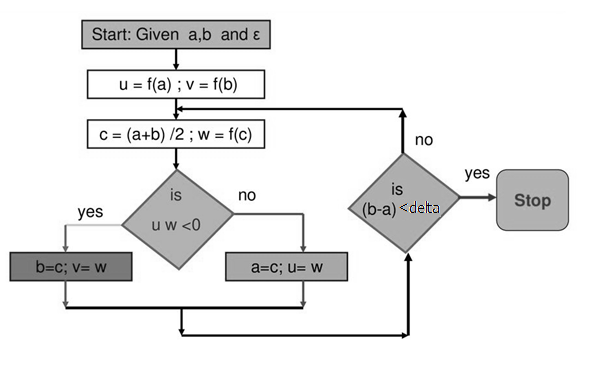 Start: Given a,b and ε
u = f(a) ; v = f(b)
c = (a+b) /2 ; w = f(c)
no
is
u w <0
yes
no
is
(b-a) <delta
yes
Stop
b=c; v= w
a=c; u= w